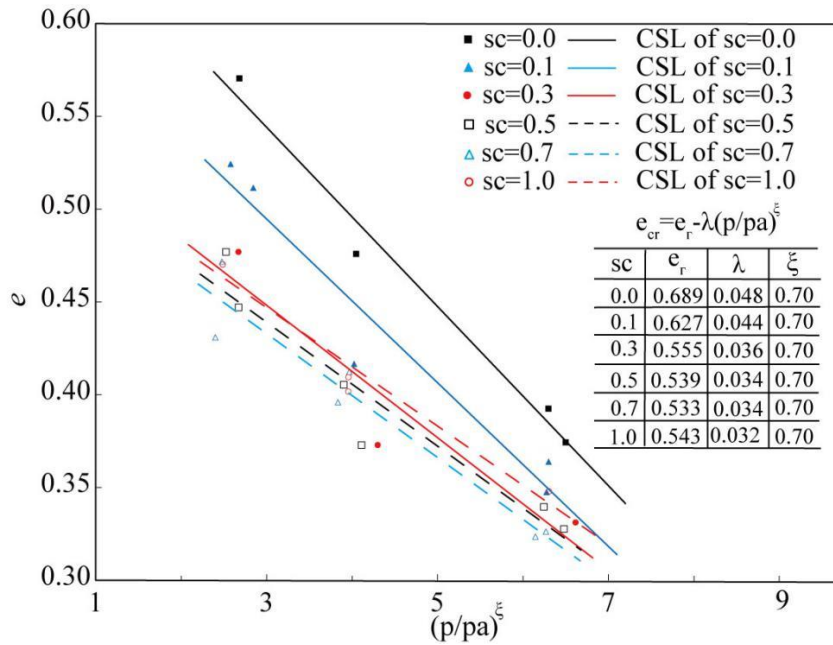 0.60
0.55
0.50
0.45
0.40
0.35
0.30
e
1 3 5 7 9
(p/pa)^ξ
sc=0.0 CSL of sc=0.0
sc=0.1 CSL of sc=0.1
sc=0.3 CSL of sc=0.3
sc=0.5 CSL of sc=0.5
sc=0.7 CSL of sc=0.7
sc=1.0 CSL of sc=1.0
e_cr=e_r-λ(p/pa)^ξ
sc e_r λ ξ
0.0 0.689 0.048 0.70
0.1 0.627 0.044 0.70
0.3 0.555 0.036 0.70
0.5 0.539 0.034 0.70
0.7 0.533 0.034 0.70
1.0 0.543 0.032 0.70